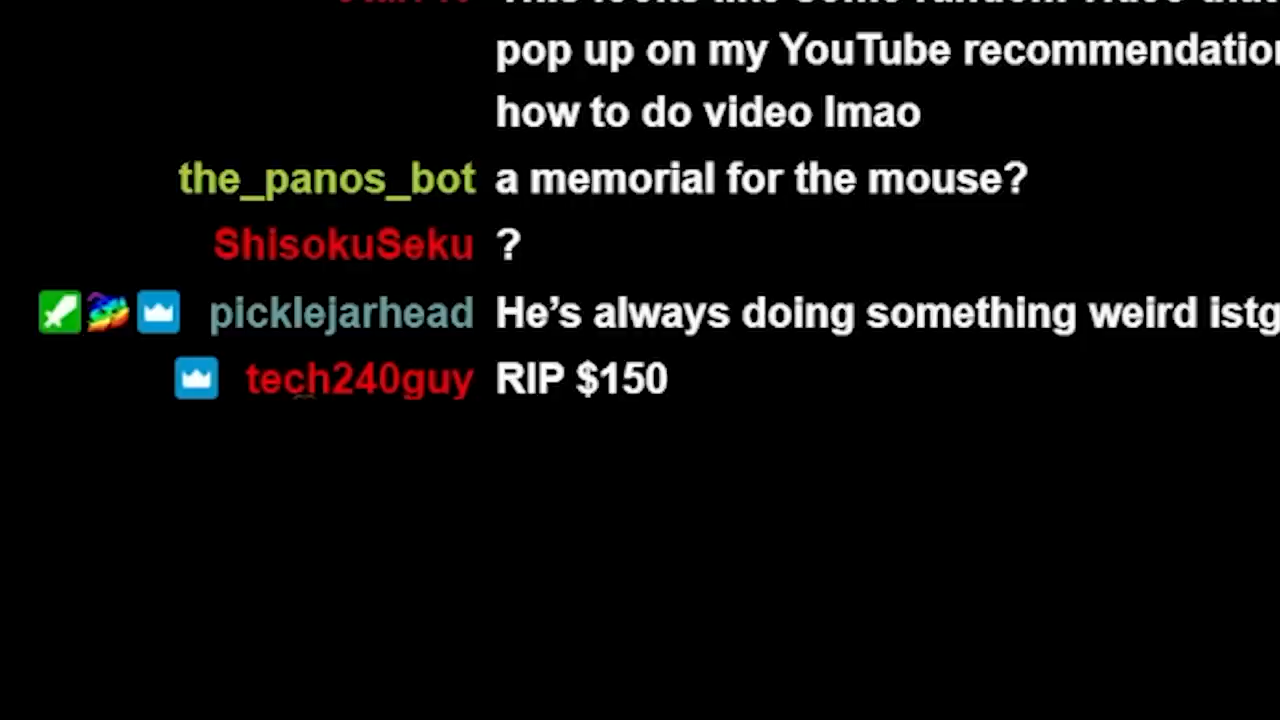 pop up on my YouTube
how to do video lmao
the_panos_bot a memorial for the mouse?
ShisokuSeku ?
picklejarhead He’s always doing something weird istg
tech240guy RIP $150